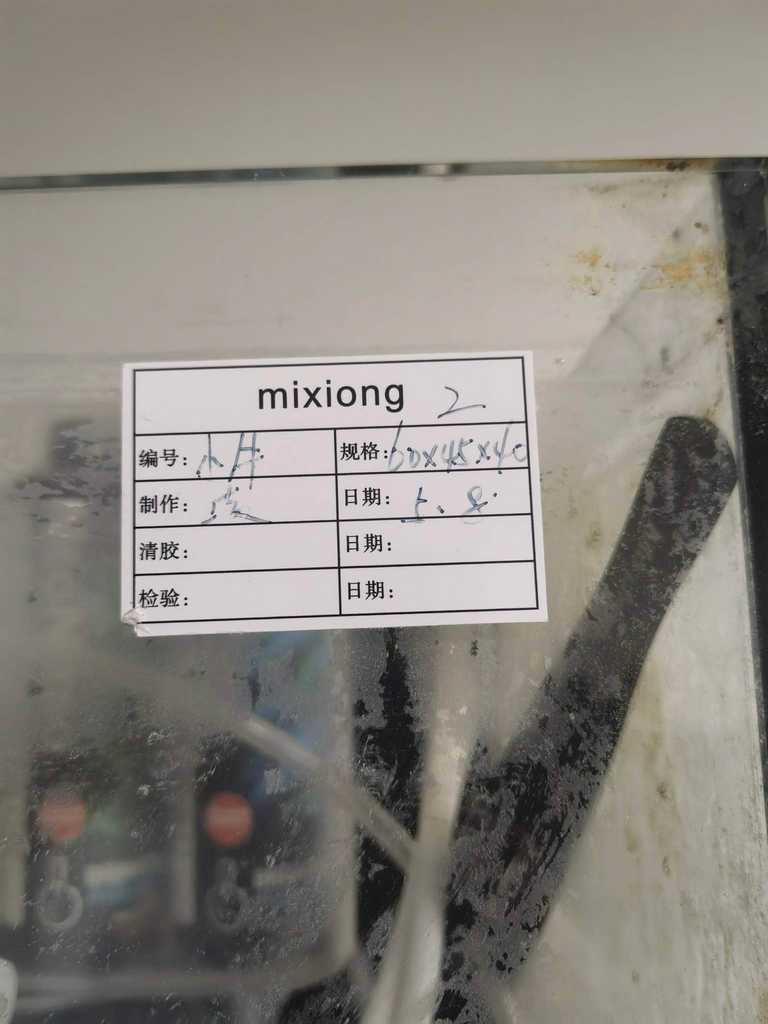 mixiong 2
编号: 规格:60x45x40
制作: 日期: 5.8
清胶: 日期:
检验: 日期: